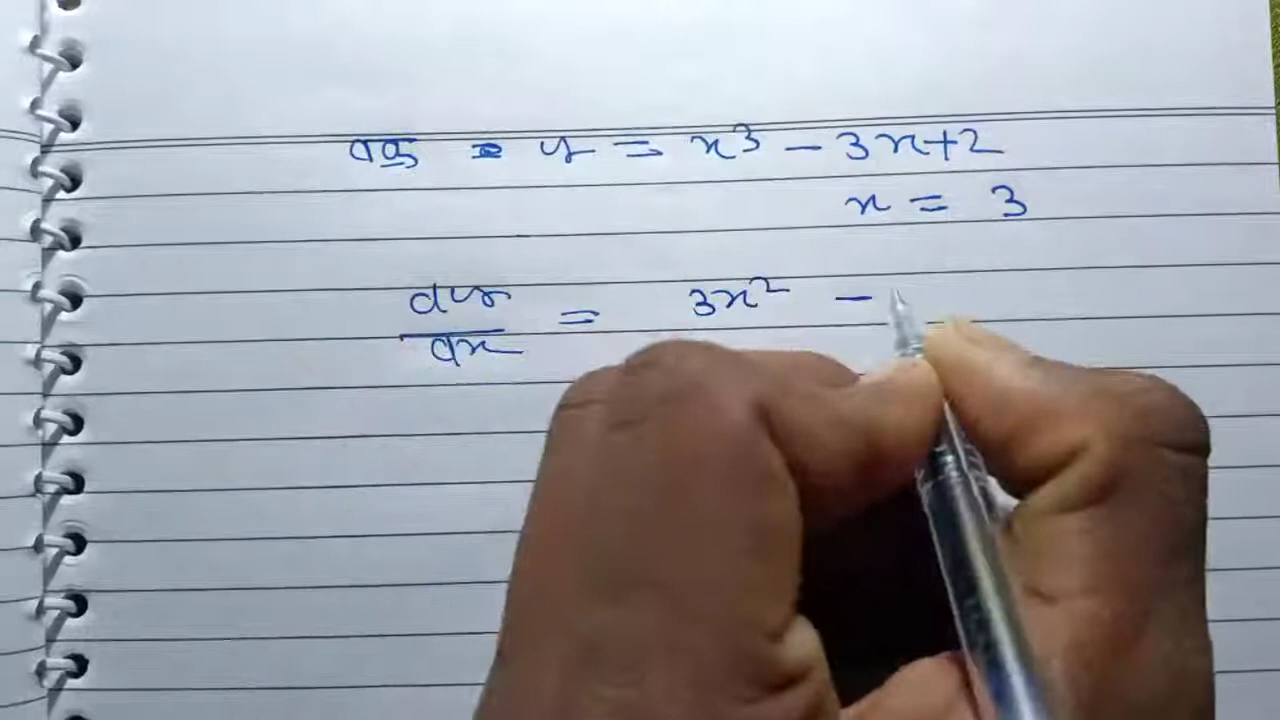 वक्र = y = x³ - 3x+2
x = 3
dy/dx = 3x² -